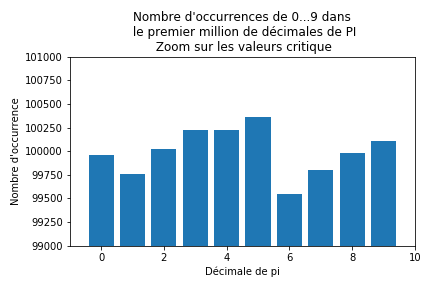 Nombre d'occurrences de 0...9 dans
le premier million de décimales de PI
Zoom sur les valeurs critique
101000
100750
100500
100250
100000
99750
99500
99250
99000
Nombre d'occurrence
0 2 4 6 8 10
Décimale de pi